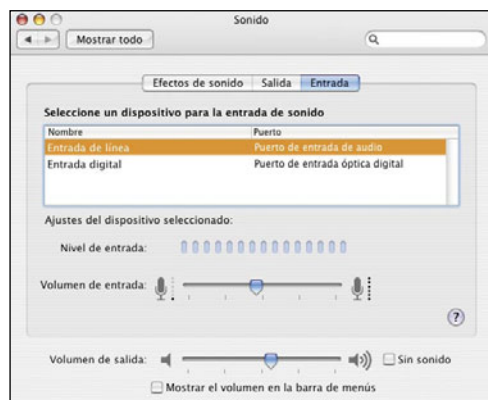 Sonido
Mostrar todo
Efectos de sonido Salida Entrada
Seleccione un dispositivo para la entrada de sonido
Nombre Puerto
Entrada de línea Puerto de entrada de audio
Entrada digital Puerto de entrada óptica digital
Ajustes del dispositivo seleccionado:
Nivel de entrada:
Volumen de entrada:
?
Volumen de salida: Sin sonido
Mostrar el volumen en la barra de menús